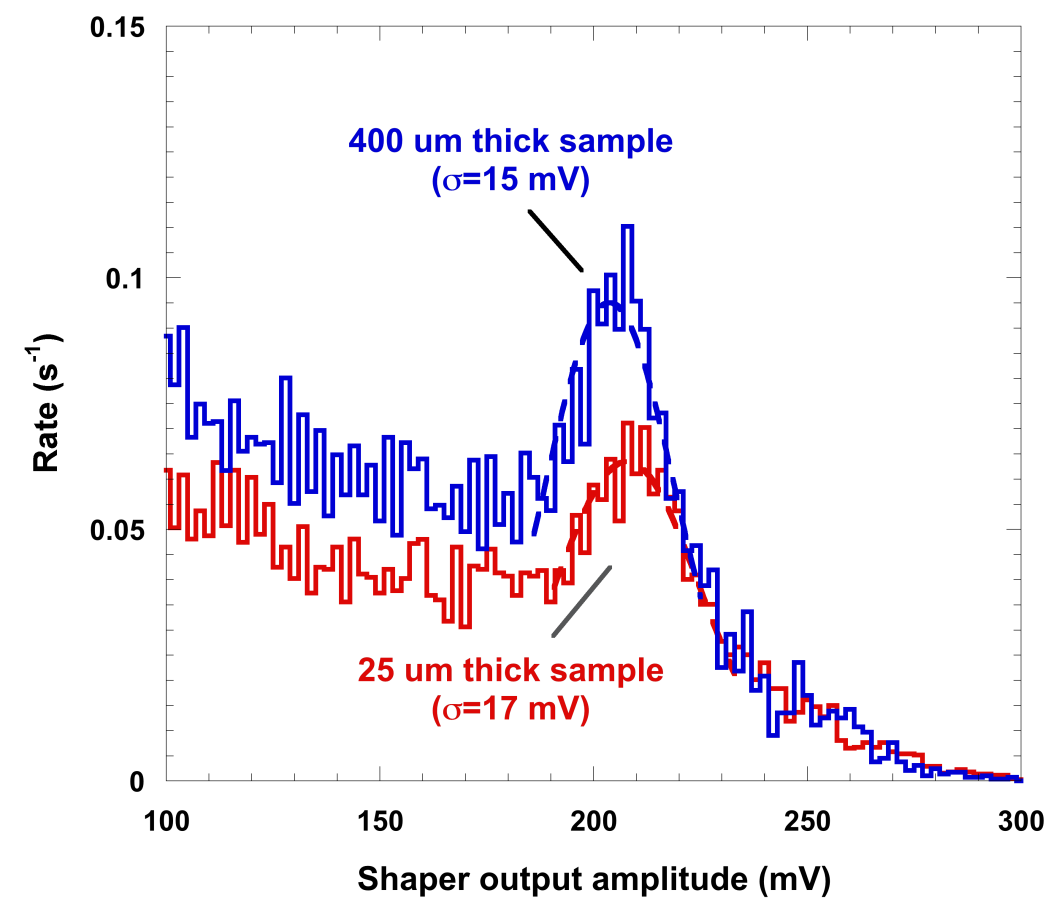 0.15
400 um thick sample
(σ=15 mV)
0.1
Rate (s⁻¹)
0.05
25 um thick sample
(σ=17 mV)
0
100 150 200 250 300
Shaper output amplitude (mV)